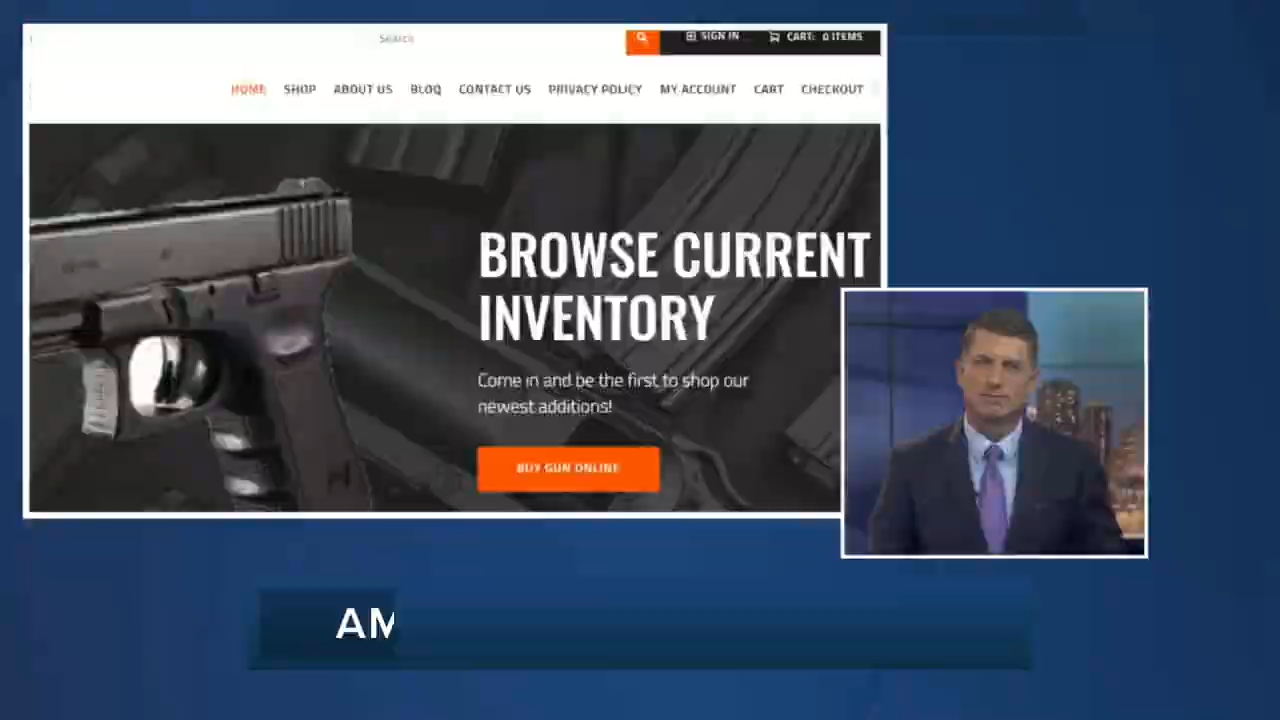 Search
SIGN IN
CART: 0 ITEMS
HOME SHOP ABOUT US BLOQ CONTACT US PRIVACY POLICY MY ACCOUNT CART CHECKOUT
BROWSE CURRENT
INVENTORY
Come in and be the first to shop our
newest additions!
BUY GUN ONLINE
AM